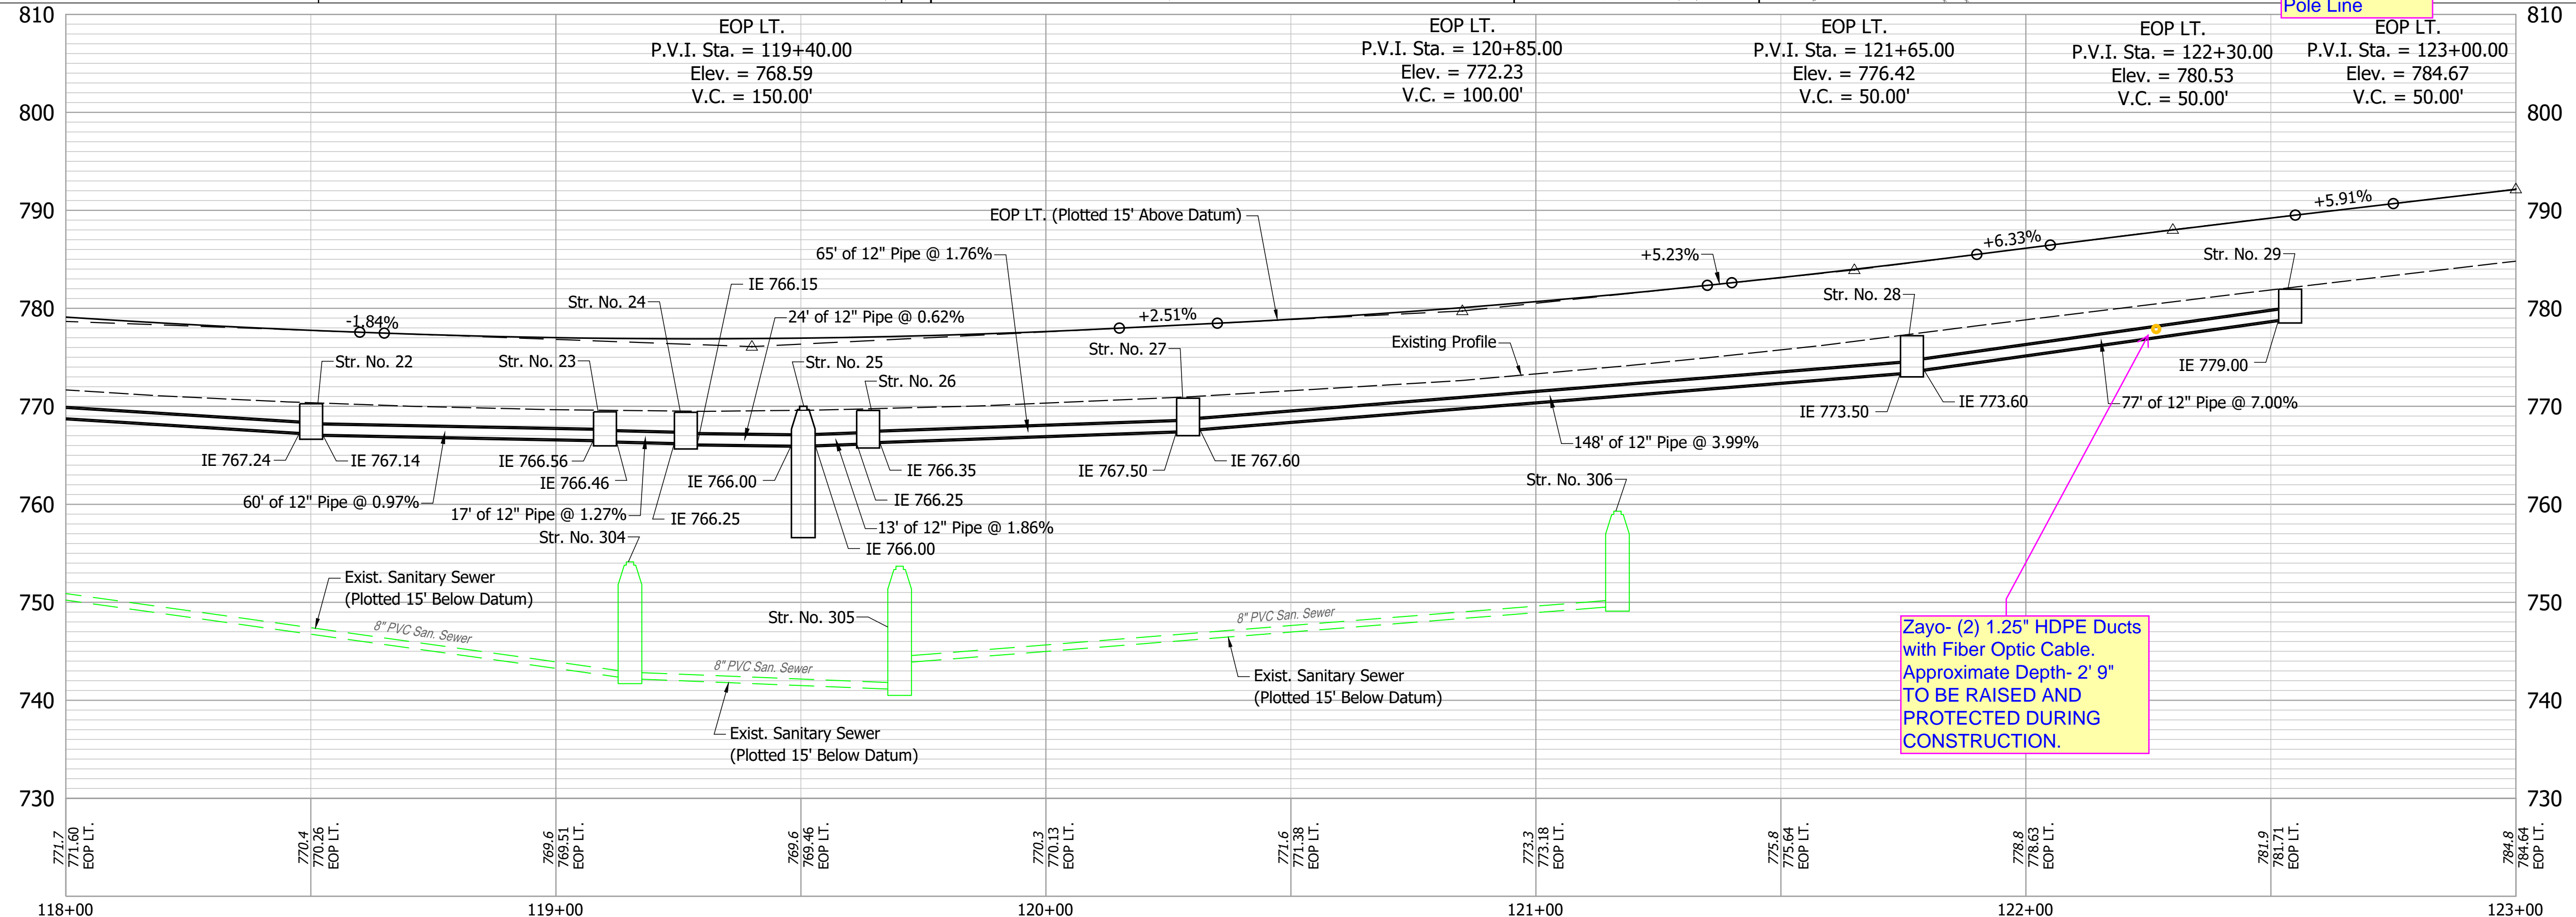 Pole Line
810
810
EOP LT.
P.V.I. Sta. = 119+40.00
Elev. = 768.59
V.C. = 150.00'
EOP LT.
P.V.I. Sta. = 120+85.00
Elev. = 772.23
V.C. = 100.00'
EOP LT.
P.V.I. Sta. = 121+65.00
Elev. = 776.42
V.C. = 50.00'
EOP LT.
P.V.I. Sta. = 122+30.00
Elev. = 780.53
V.C. = 50.00'
EOP LT.
P.V.I. Sta. = 123+00.00
Elev. = 784.67
V.C. = 50.00'
800
800
790
790
EOP LT. (Plotted 15' Above Datum)
+5.91%
+6.33%
+5.23%
65' of 12" Pipe @ 1.76%
Str. No. 29
IE 766.15
Str. No. 24
Str. No. 28
780
780
-1.84%
24' of 12" Pipe @ 0.62%
+2.51%
Existing Profile
Str. No. 22
Str. No. 23
Str. No. 25
Str. No. 27
Str. No. 26
IE 779.00
770
770
IE 773.50
IE 773.60
77' of 12" Pipe @ 7.00%
148' of 12" Pipe @ 3.99%
IE 767.24
IE 767.14
IE 766.56
IE 766.46
IE 766.00
IE 766.35
IE 767.50
IE 767.60
Str. No. 306
60' of 12" Pipe @ 0.97%
17' of 12" Pipe @ 1.27%
IE 766.25
IE 766.25
13' of 12" Pipe @ 1.86%
IE 766.00
760
760
Str. No. 304
Exist. Sanitary Sewer
(Plotted 15' Below Datum)
750
750
8" PVC San. Sewer
Str. No. 305
8" PVC San. Sewer
8" PVC San. Sewer
Exist. Sanitary Sewer
(Plotted 15' Below Datum)
Exist. Sanitary Sewer
(Plotted 15' Below Datum)
Zayo- (2) 1.25" HDPE Ducts
with Fiber Optic Cable.
Approximate Depth- 2' 9"
TO BE RAISED AND
PROTECTED DURING
CONSTRUCTION.
740
740
730
730
771.7
771.60
EOP LT.
770.4
770.26
EOP LT.
769.6
769.51
EOP LT.
769.6
769.46
EOP LT.
770.3
770.13
EOP LT.
771.6
771.38
EOP LT.
773.3
773.18
EOP LT.
775.8
775.64
EOP LT.
778.8
778.63
EOP LT.
781.9
781.71
EOP LT.
784.8
784.64
EOP LT.
118+00
119+00
120+00
121+00
122+00
123+00